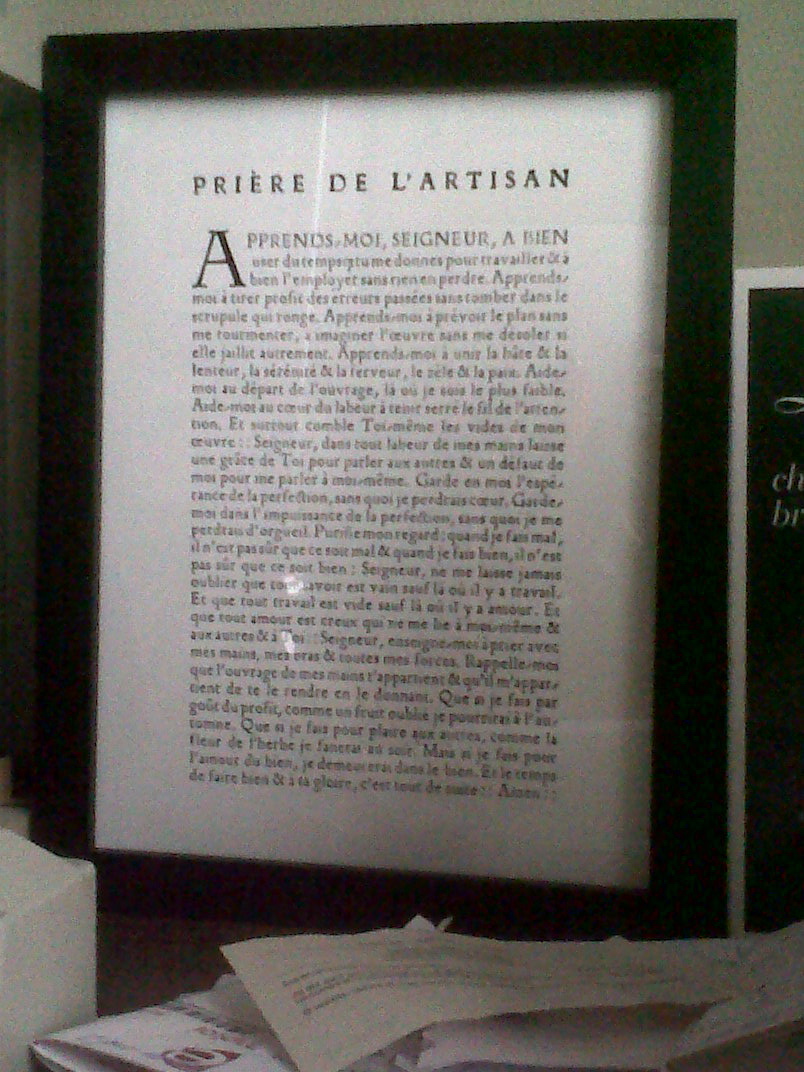 PRIÈRE DE L'ARTISAN
APPRENDS-MOI, SEIGNEUR, A BIEN
user du temps q tu me donnes pour travailler & à
bien l'employer sans rien en perdre. Apprends-
moi à tirer profit des erreurs passées sans tomber dans le
scrupule qui ronge. Apprends-moi à prévoir le plan sans
me tourmenter, à imaginer l'œuvre sans me désoler si
elle jaillit autrement. Apprends-moi à unir la hâte & la
lenteur, la sérénité & la ferveur, le zèle & la paix. Aide-
moi au départ de l'ouvrage, là où je suis le plus faible.
Aide-moi au cœur du labeur à tenir serré le fil de l'atten-
tion. Et surtout comble Toi-même les vides de mon
œuvre :: Seigneur, dans tout labeur de mes mains laisse
une grâce de Toi pour parler aux autres & un défaut de
moi pour me parler à moi-même. Garde en moi l'espé-
rance de la perfection, sans quoi je perdrais cœur. Garde-
moi dans l'impuissance de la perfection, sans quoi je me
perdrais d'orgueil. Purifie mon regard: quand je fais mal,
il n'est pas sûr que ce soit mal & quand je fais bien, il n'est
pas sûr que ce soit bien : Seigneur, ne me laisse jamais
oublier que tout savoir est vain sauf là où il y a travail.
Et que tout travail est vide sauf là où il y a amour. Et
que tout amour est creux qui ne me lie à moi-même &
aux autres & à Toi :: Seigneur, enseigne-moi à prier avec
mes mains, mes bras & toutes mes forces. Rappelle-moi
que l'ouvrage de mes mains t'appartient & qu'il m'appar-
tient de te le rendre en le donnant. Que si je fais par
goût du profit, comme un fruit oublié je pourrirai à l'au-
tomne. Que si je fais pour plaire aux autres, comme la
fleur de l'herbe je fanerai au soir. Mais si je fais pour
l'amour du bien, je demeurerai dans le bien. Et le temps
de faire bien & à ta gloire, c'est tout de suite :: Amen ::
ch
br